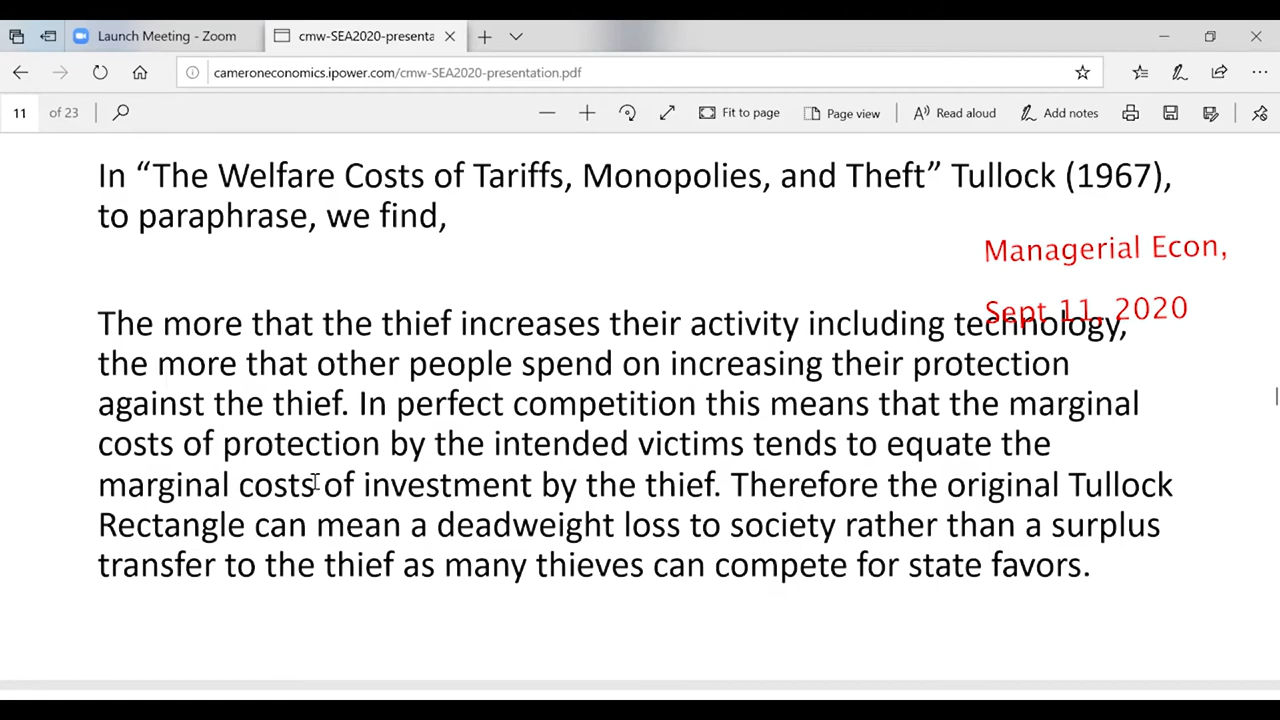 Launch Meeting - Zoom
cmw-SEA2020-presenta
cameroneconomics.ipower.com/cmw-SEA2020-presentation.pdf
11 of 23
Fit to page
Page view
Read aloud
Add notes
In “The Welfare Costs of Tariffs, Monopolies, and Theft” Tullock (1967),
to paraphrase, we find,
Managerial Econ,
Sept 11, 2020
The more that the thief increases their activity including technology,
the more that other people spend on increasing their protection
against the thief. In perfect competition this means that the marginal
costs of protection by the intended victims tends to equate the
marginal costs of investment by the thief. Therefore the original Tullock
Rectangle can mean a deadweight loss to society rather than a surplus
transfer to the thief as many thieves can compete for state favors.